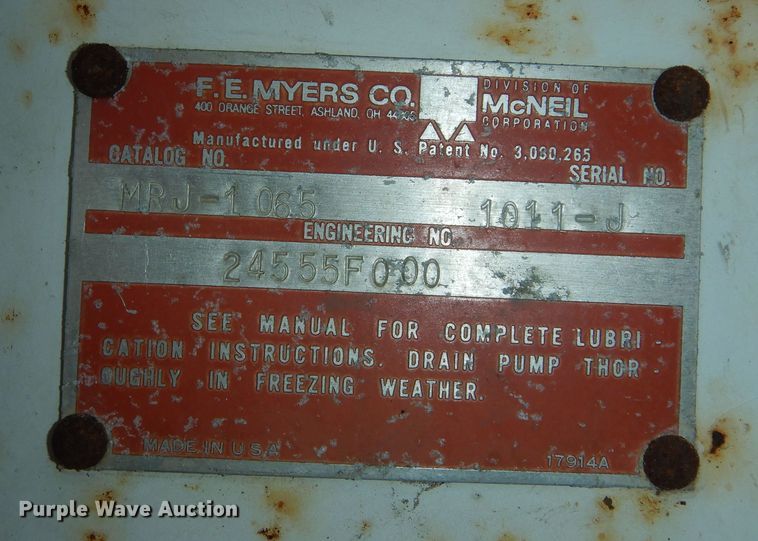 F. E. MYERS CO.
400 ORANGE STREET, ASHLAND, OH
DIVISION OF
McNEIL
CORPORATION
Manufactured under U. S. Patent No. 3,060,265
CATALOG NO.
SERIAL NO.
MRJ-1065
1011-J
ENGINEERING NO.
24555F000
SEE MANUAL FOR COMPLETE LUBRI-
CATION INSTRUCTIONS. DRAIN PUMP THOR-
OUGHLY IN FREEZING WEATHER.
MADE IN U.S.A.
17914A
Purple Wave Auction